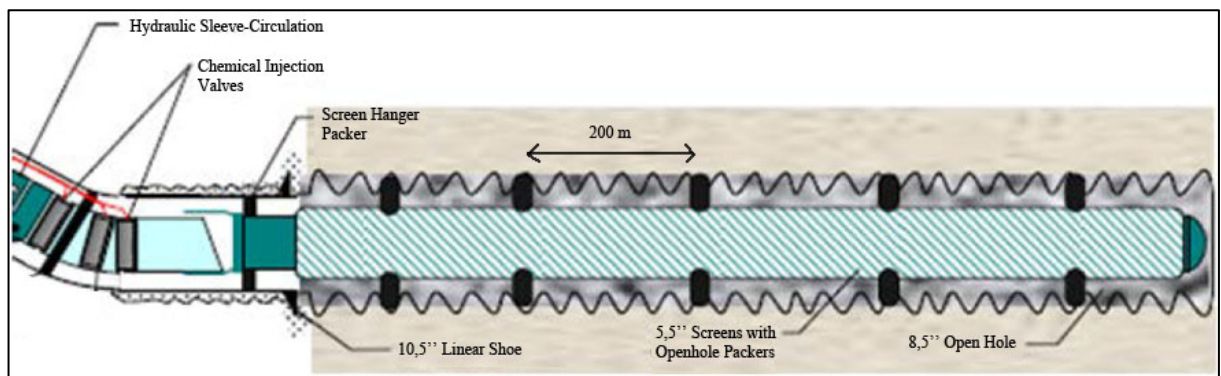 Hydraulic Sleeve-Circulation
Chemical Injection
Valves
Screen Hanger
Packer
200 m
10,5’’ Linear Shoe
5,5’’ Screens with
Openhole Packers
8,5’’ Open Hole